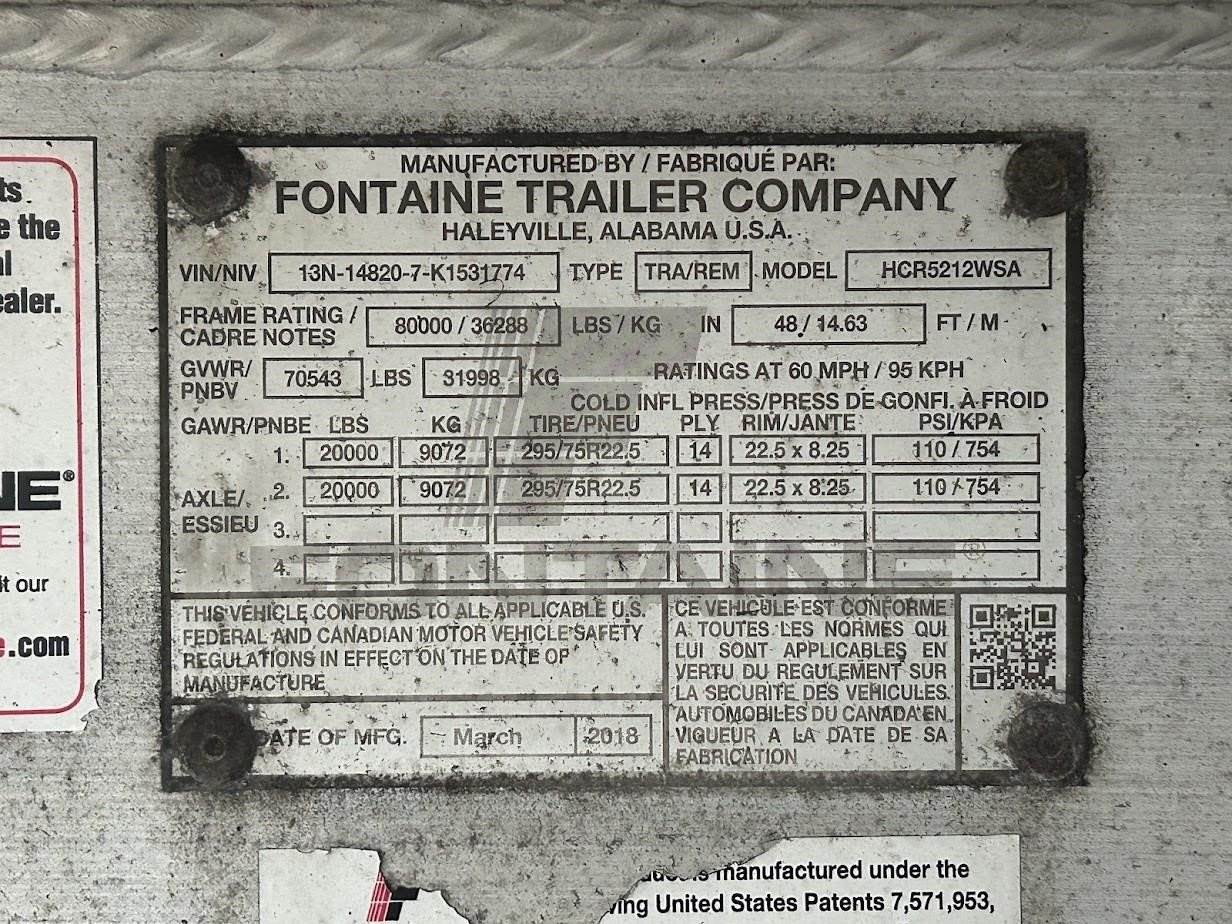 MANUFACTURED BY / FABRIQUÉ PAR:
FONTAINE TRAILER COMPANY
HALEYVILLE, ALABAMA U.S.A.
VIN/NIV 13N-14820-7-K1531774 TYPE TRA/REM MODEL HCR5212WSA
FRAME RATING / CADRE NOTES 80000 / 36288 LBS / KG IN 48 / 14.63 FT / M
GVWR/ PNBV 70543 LBS 31998 KG RATINGS AT 60 MPH / 95 KPH
COLD INFL PRESS/PRESS DE GONFI. À FROID
GAWR/PNBE LBS KG TIRE/PNEU PLY RIM/JANTE PSI/KPA
1. 20000 9072 295/75R22.5 14 22.5 x 8.25 110 / 754
AXLE/ 2. 20000 9072 295/75R22.5 14 22.5 x 8.25 110 / 754
ESSIEU 3.
4.
FONTAINE®
THIS VEHICLE CONFORMS TO ALL APPLICABLE U.S.
FEDERAL AND CANADIAN MOTOR VEHICLE SAFETY
REGULATIONS IN EFFECT ON THE DATE OF
MANUFACTURE
DATE OF MFG. March 2018
CE VEHICULE EST CONFORME
A TOUTES LES NORMES QUI
LUI SONT APPLICABLES EN
VERTU DU REGULEMENT SUR
LA SECURITE DES VEHICULES
AUTOMOBILES DU CANADA EN
VIGUEUR A LA DATE DE SA
FABRICATION
ts
e the
l
ealer.
NE®
E
it our
.com
manufactured under the
ving United States Patents 7,571,953,